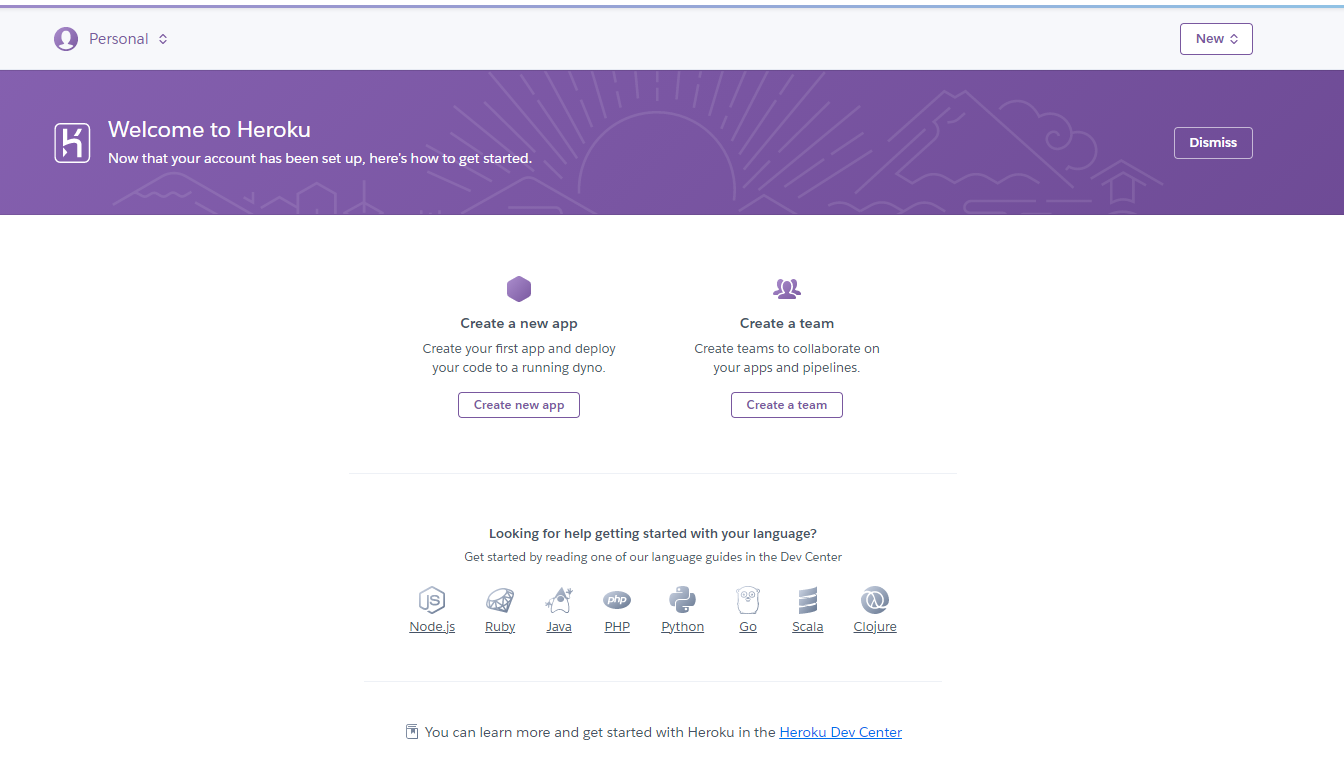 Personal
New
Welcome to Heroku
Now that your account has been set up, here's how to get started.
Dismiss
Create a new app
Create your first app and deploy
your code to a running dyno.
Create new app
Create a team
Create teams to collaborate on
your apps and pipelines.
Create a team
Looking for help getting started with your language?
Get started by reading one of our language guides in the Dev Center
JS php
Node.js Ruby Java PHP Python Go Scala Clojure
You can learn more and get started with Heroku in the Heroku Dev Center